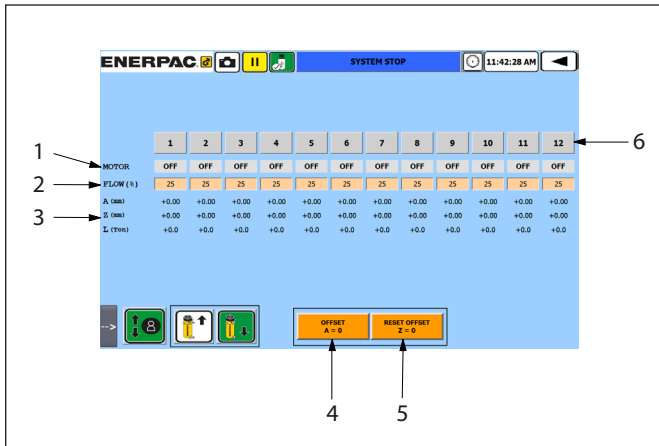 ENERPAC. SYSTEM STOP 11:42:28 AM
1 2 3 4 5 6 7 8 9 10 11 12
6
1
MOTOR OFF OFF OFF OFF OFF OFF OFF OFF OFF OFF OFF OFF
2
FLOW(%) 25 25 25 25 25 25 25 25 25 25 25 25
A (mm) +0.00 +0.00 +0.00 +0.00 +0.00 +0.00 +0.00 +0.00 +0.00 +0.00 +0.00 +0.00
3
Z (mm) +0.00 +0.00 +0.00 +0.00 +0.00 +0.00 +0.00 +0.00 +0.00 +0.00 +0.00 +0.00
L (Ton) +0.0 +0.0 +0.0 +0.0 +0.0 +0.0 +0.0 +0.0 +0.0 +0.0 +0.0 +0.0
-->
8
OFFSET
A = 0
RESET OFFSET
Z = 0
4 5